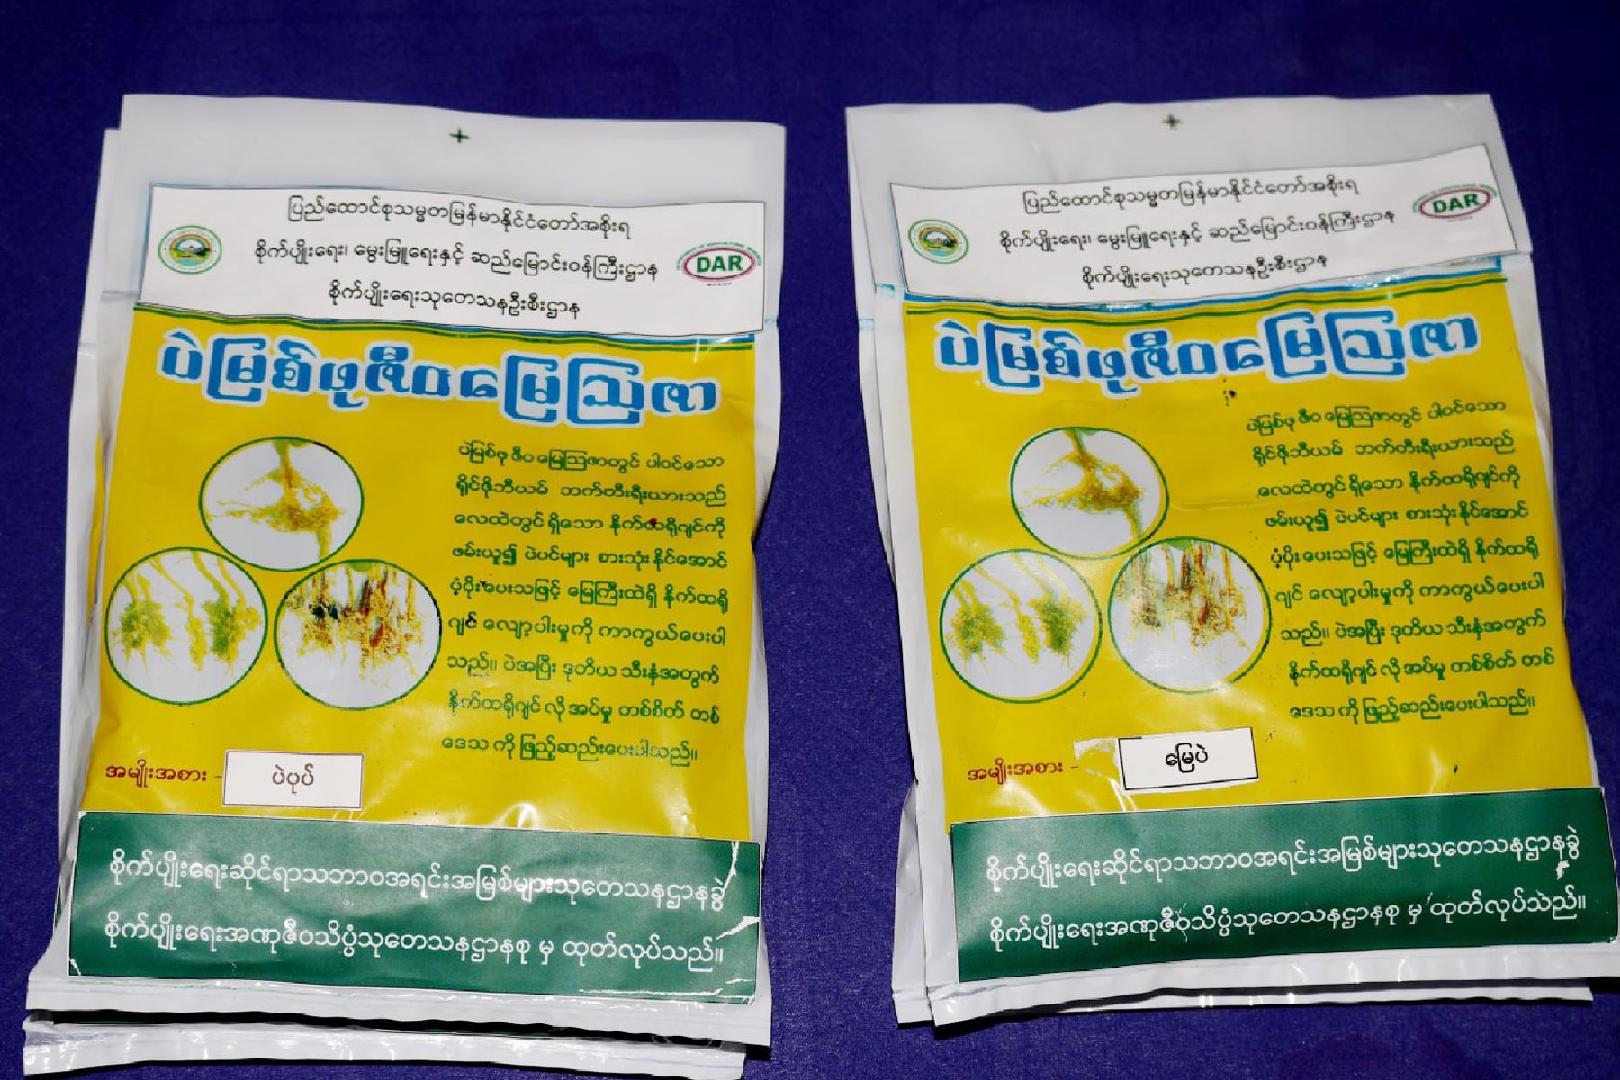 ပြည်ထောင်စုသမ္မတမြန်မာနိုင်ငံတော်အစိုးရ
စိုက်ပျိုးရေး၊ မွေးမြူရေးနှင့် ဆည်မြောင်းဝန်ကြီးဌာန
DAR
စိုက်ပျိုးရေးသုတေသနဦးစီးဌာန
ပဲမြစ်ဖုဇီဝမြေဩဇာ
ပဲမြစ်ဖု ဇီဝ မြေဩဇာတွင် ပါဝင်သော
ရိုင်ဇိုဘီယမ် ဘက်တီးရီးယားသည်
လေထဲတွင် ရှိသော နိုက်ထရိုဂျင်ကို
ဖမ်းယူ၍ ပဲပင်များ စားသုံးနိုင်အောင်
ပံ့ပိုးပေးသဖြင့် မြေကြီးထဲရှိ နိုက်ထရို
ဂျင် လျော့ပါးမှုကို ကာကွယ်ပေးပါ
သည်။ ပဲအပြီး ဒုတိယ သီးနှံအတွက်
နိုက်ထရိုဂျင် လိုအပ်မှု တစ်စိတ် တစ်
ဒေသ ကို ဖြည့်ဆည်းပေးပါသည်။
အမျိုးအစား - ပဲပုပ်
စိုက်ပျိုးရေးဆိုင်ရာသဘာဝအရင်းအမြစ်များသုတေသနဌာနခွဲ
စိုက်ပျိုးရေးအဏုဇီဝသိပ္ပံသုတေသနဌာနစု မှ ထုတ်လုပ်သည်။
ပြည်ထောင်စုသမ္မတမြန်မာနိုင်ငံတော်အစိုးရ
စိုက်ပျိုးရေး၊ မွေးမြူရေးနှင့် ဆည်မြောင်းဝန်ကြီးဌာန
DAR
စိုက်ပျိုးရေးသုတေသနဦးစီးဌာန
ပဲမြစ်ဖုဇီဝမြေဩဇာ
ပဲမြစ်ဖု ဇီဝ မြေဩဇာတွင် ပါဝင်သော
ရိုင်ဇိုဘီယမ် ဘက်တီးရီးယားသည်
လေထဲတွင် ရှိသော နိုက်ထရိုဂျင်ကို
ဖမ်းယူ၍ ပဲပင်များ စားသုံးနိုင်အောင်
ပံ့ပိုးပေးသဖြင့် မြေကြီးထဲရှိ နိုက်ထရို
ဂျင် လျော့ပါးမှုကို ကာကွယ်ပေးပါ
သည်။ ပဲအပြီး ဒုတိယ သီးနှံအတွက်
နိုက်ထရိုဂျင် လိုအပ်မှု တစ်စိတ် တစ်
ဒေသ ကို ဖြည့်ဆည်းပေးပါသည်။
အမျိုးအစား - မြေပဲ
စိုက်ပျိုးရေးဆိုင်ရာသဘာဝအရင်းအမြစ်များသုတေသနဌာနခွဲ
စိုက်ပျိုးရေးအဏုဇီဝသိပ္ပံသုတေသနဌာနစု မှ ထုတ်လုပ်သည်။